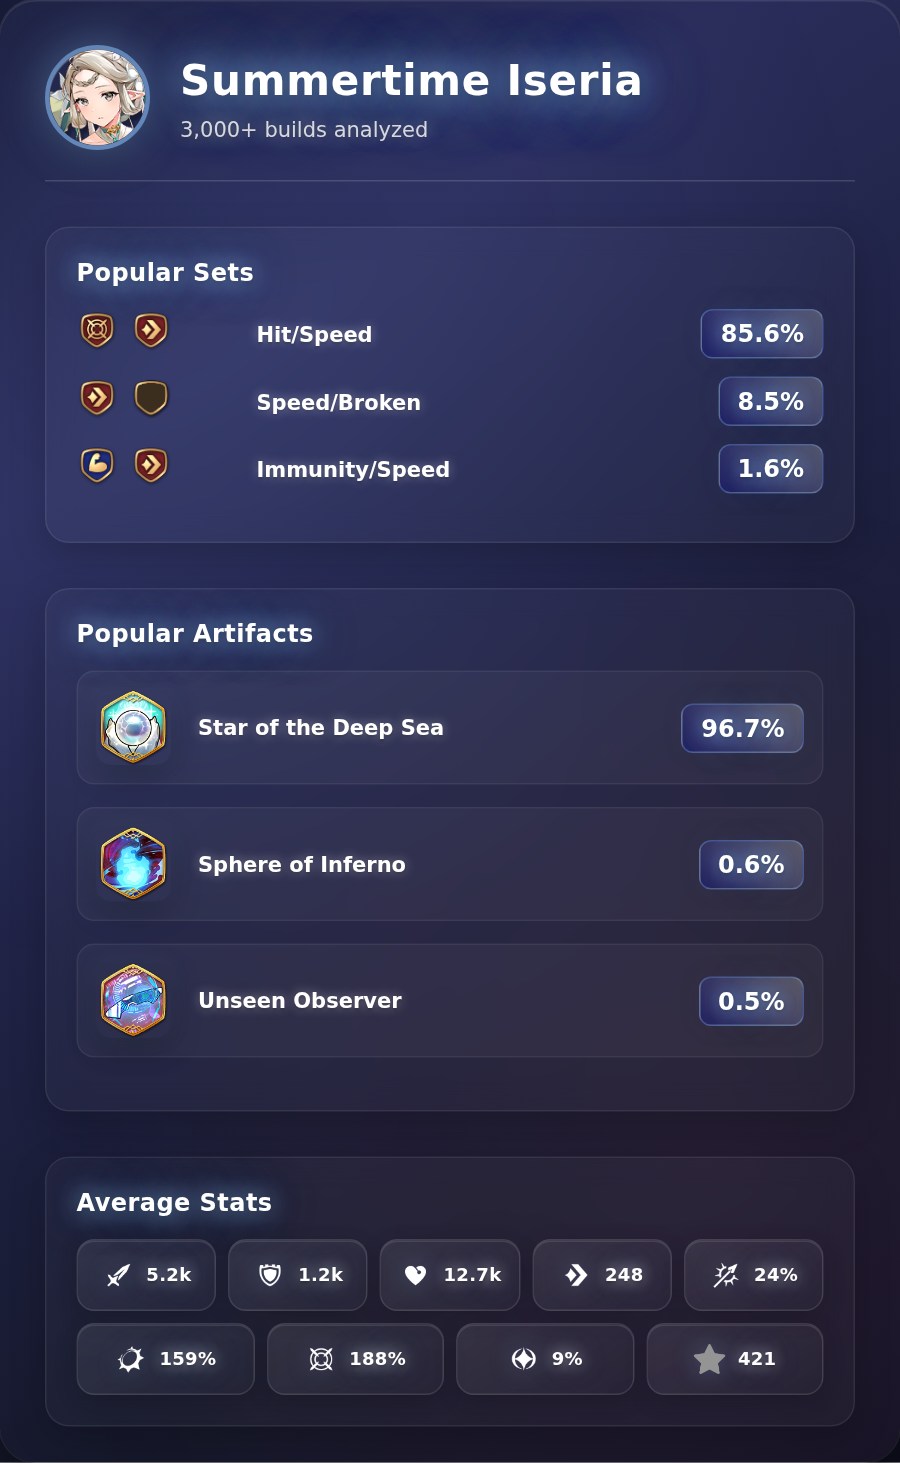 Summertime Iseria
3,000+ builds analyzed
Popular Sets
Hit/Speed 85.6%
Speed/Broken 8.5%
Immunity/Speed 1.6%
Popular Artifacts
Star of the Deep Sea 96.7%
Sphere of Inferno 0.6%
Unseen Observer 0.5%
Average Stats
5.2k 1.2k 12.7k 248 24%
159% 188% 9% 421